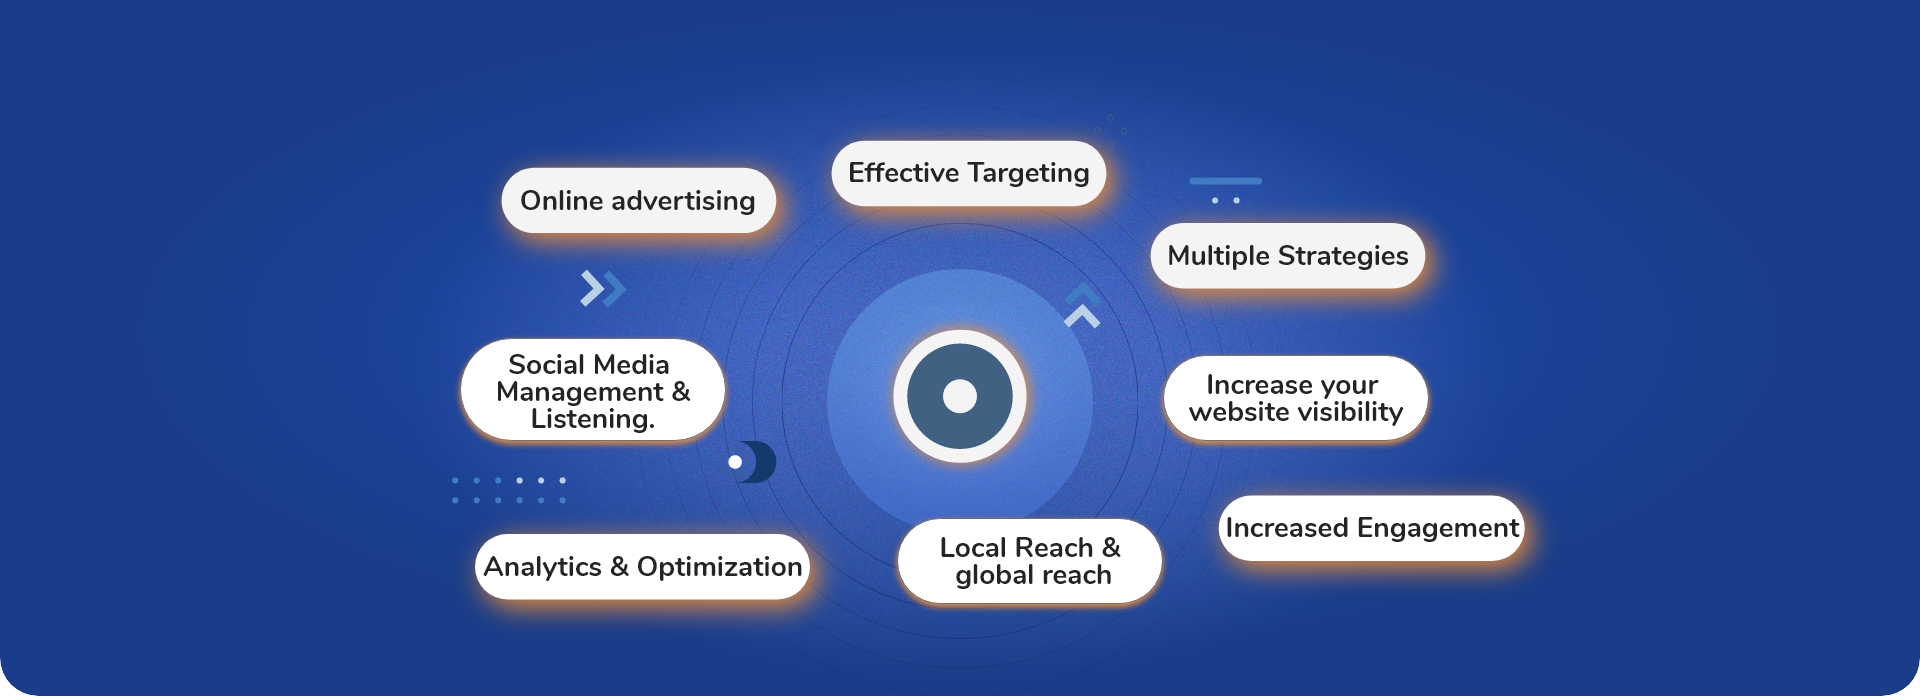 Online advertising
Effective Targeting
Multiple Strategies
Social Media
Management &
Listening.
Increase your
website visibility
Analytics & Optimization
Local Reach &
global reach
Increased Engagement